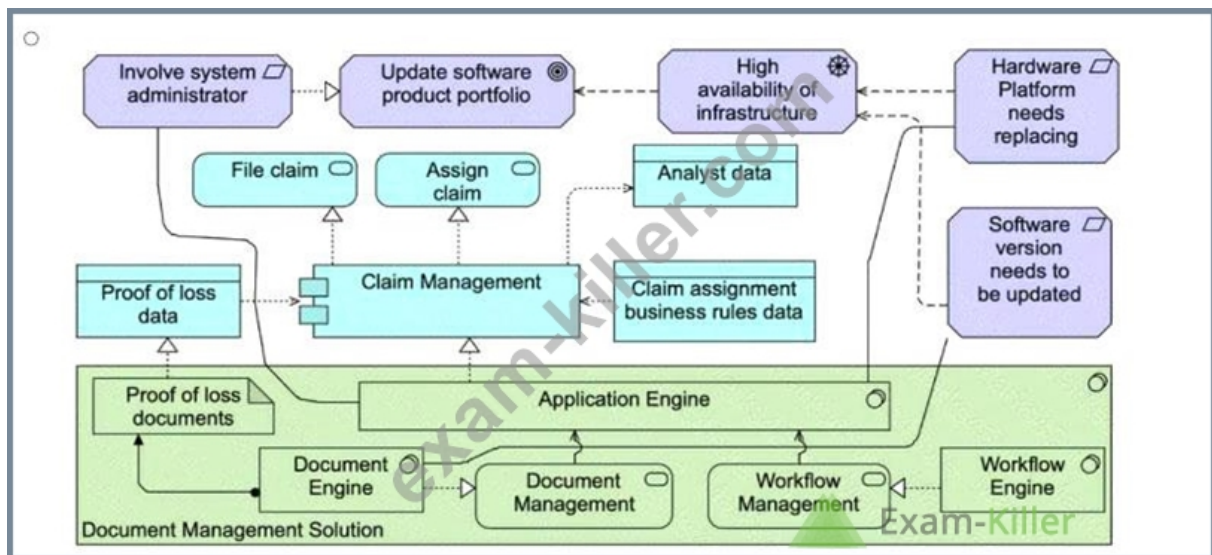 Involve system
administrator
Update software
product portfolio
High
availability of
infrastructure
Hardware
Platform
needs
replacing
File claim
Assign
claim
Analyst data
Software
version
needs to
be updated
Proof of loss
data
Claim Management
Claim assignment
business rules data
Proof of loss
documents
Application Engine
Document
Engine
Document
Management
Workflow
Management
Workflow
Engine
Document Management Solution
exam-killer.com
Exam-Killer